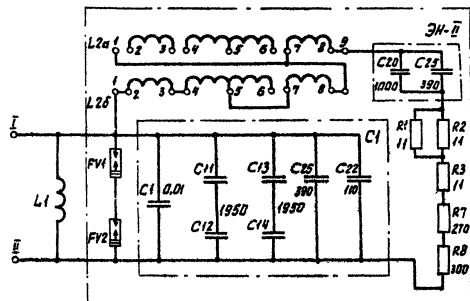 ЭН-II
L2а 1 2 3 4 5 6 7 8 9
L2б 1 2 3 4 5 6 7 8
C20 1000
C23 390
R1 11
R2 11
R3 11
R7 270
R8 300
I
III
L1
FV1
FV2
C1
C1 0,01
C11
C12
1950
C13
C14
1950
C25 390
C22 110